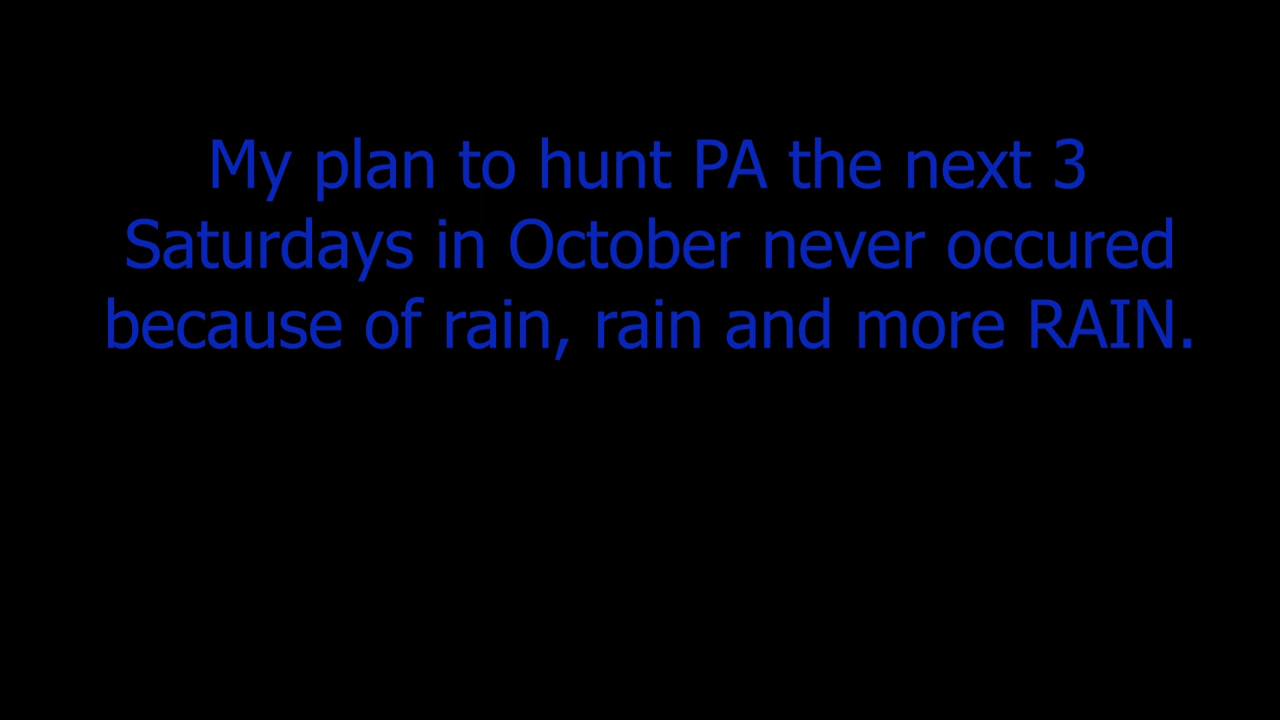 My plan to hunt PA the next 3
Saturdays in October never occured
because of rain, rain and more RAIN.